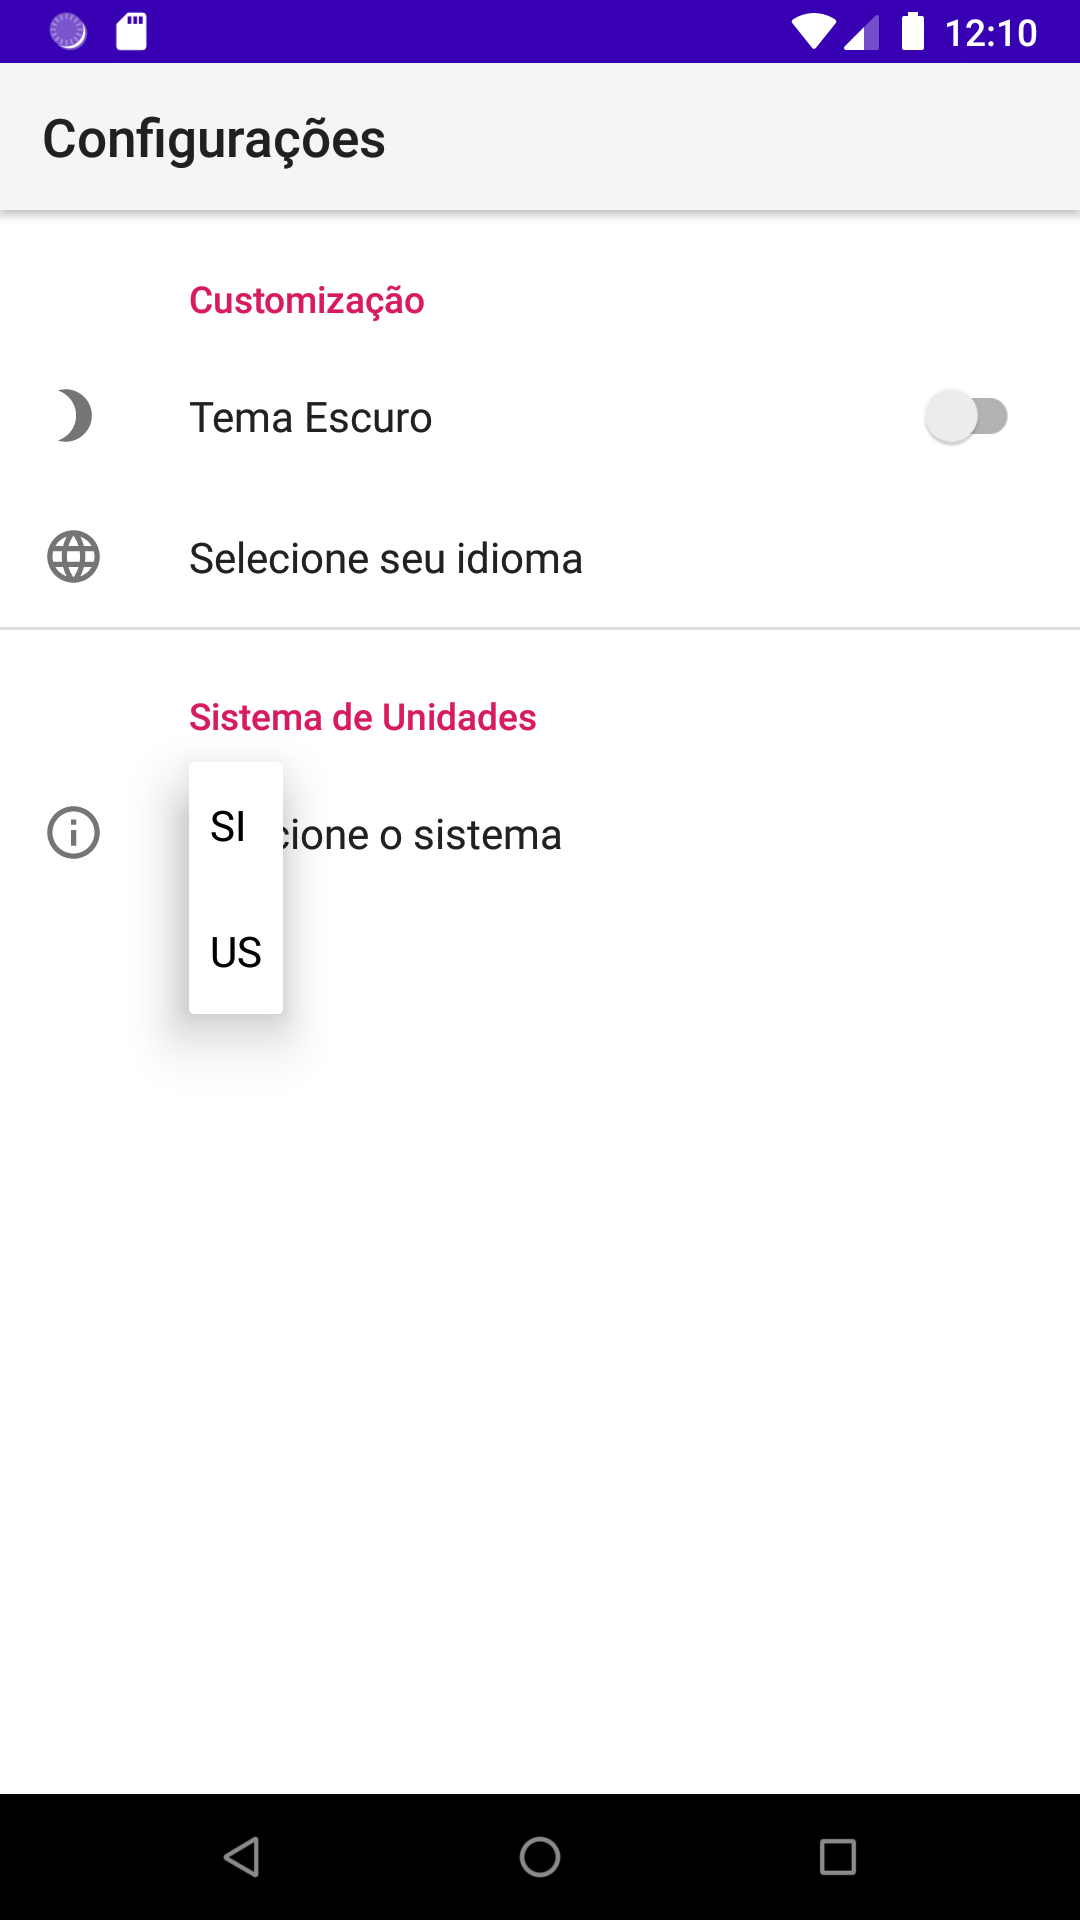 12:10
Configurações
Customização
Tema Escuro
Selecione seu idioma
Sistema de Unidades
SI
cione o sistema
US